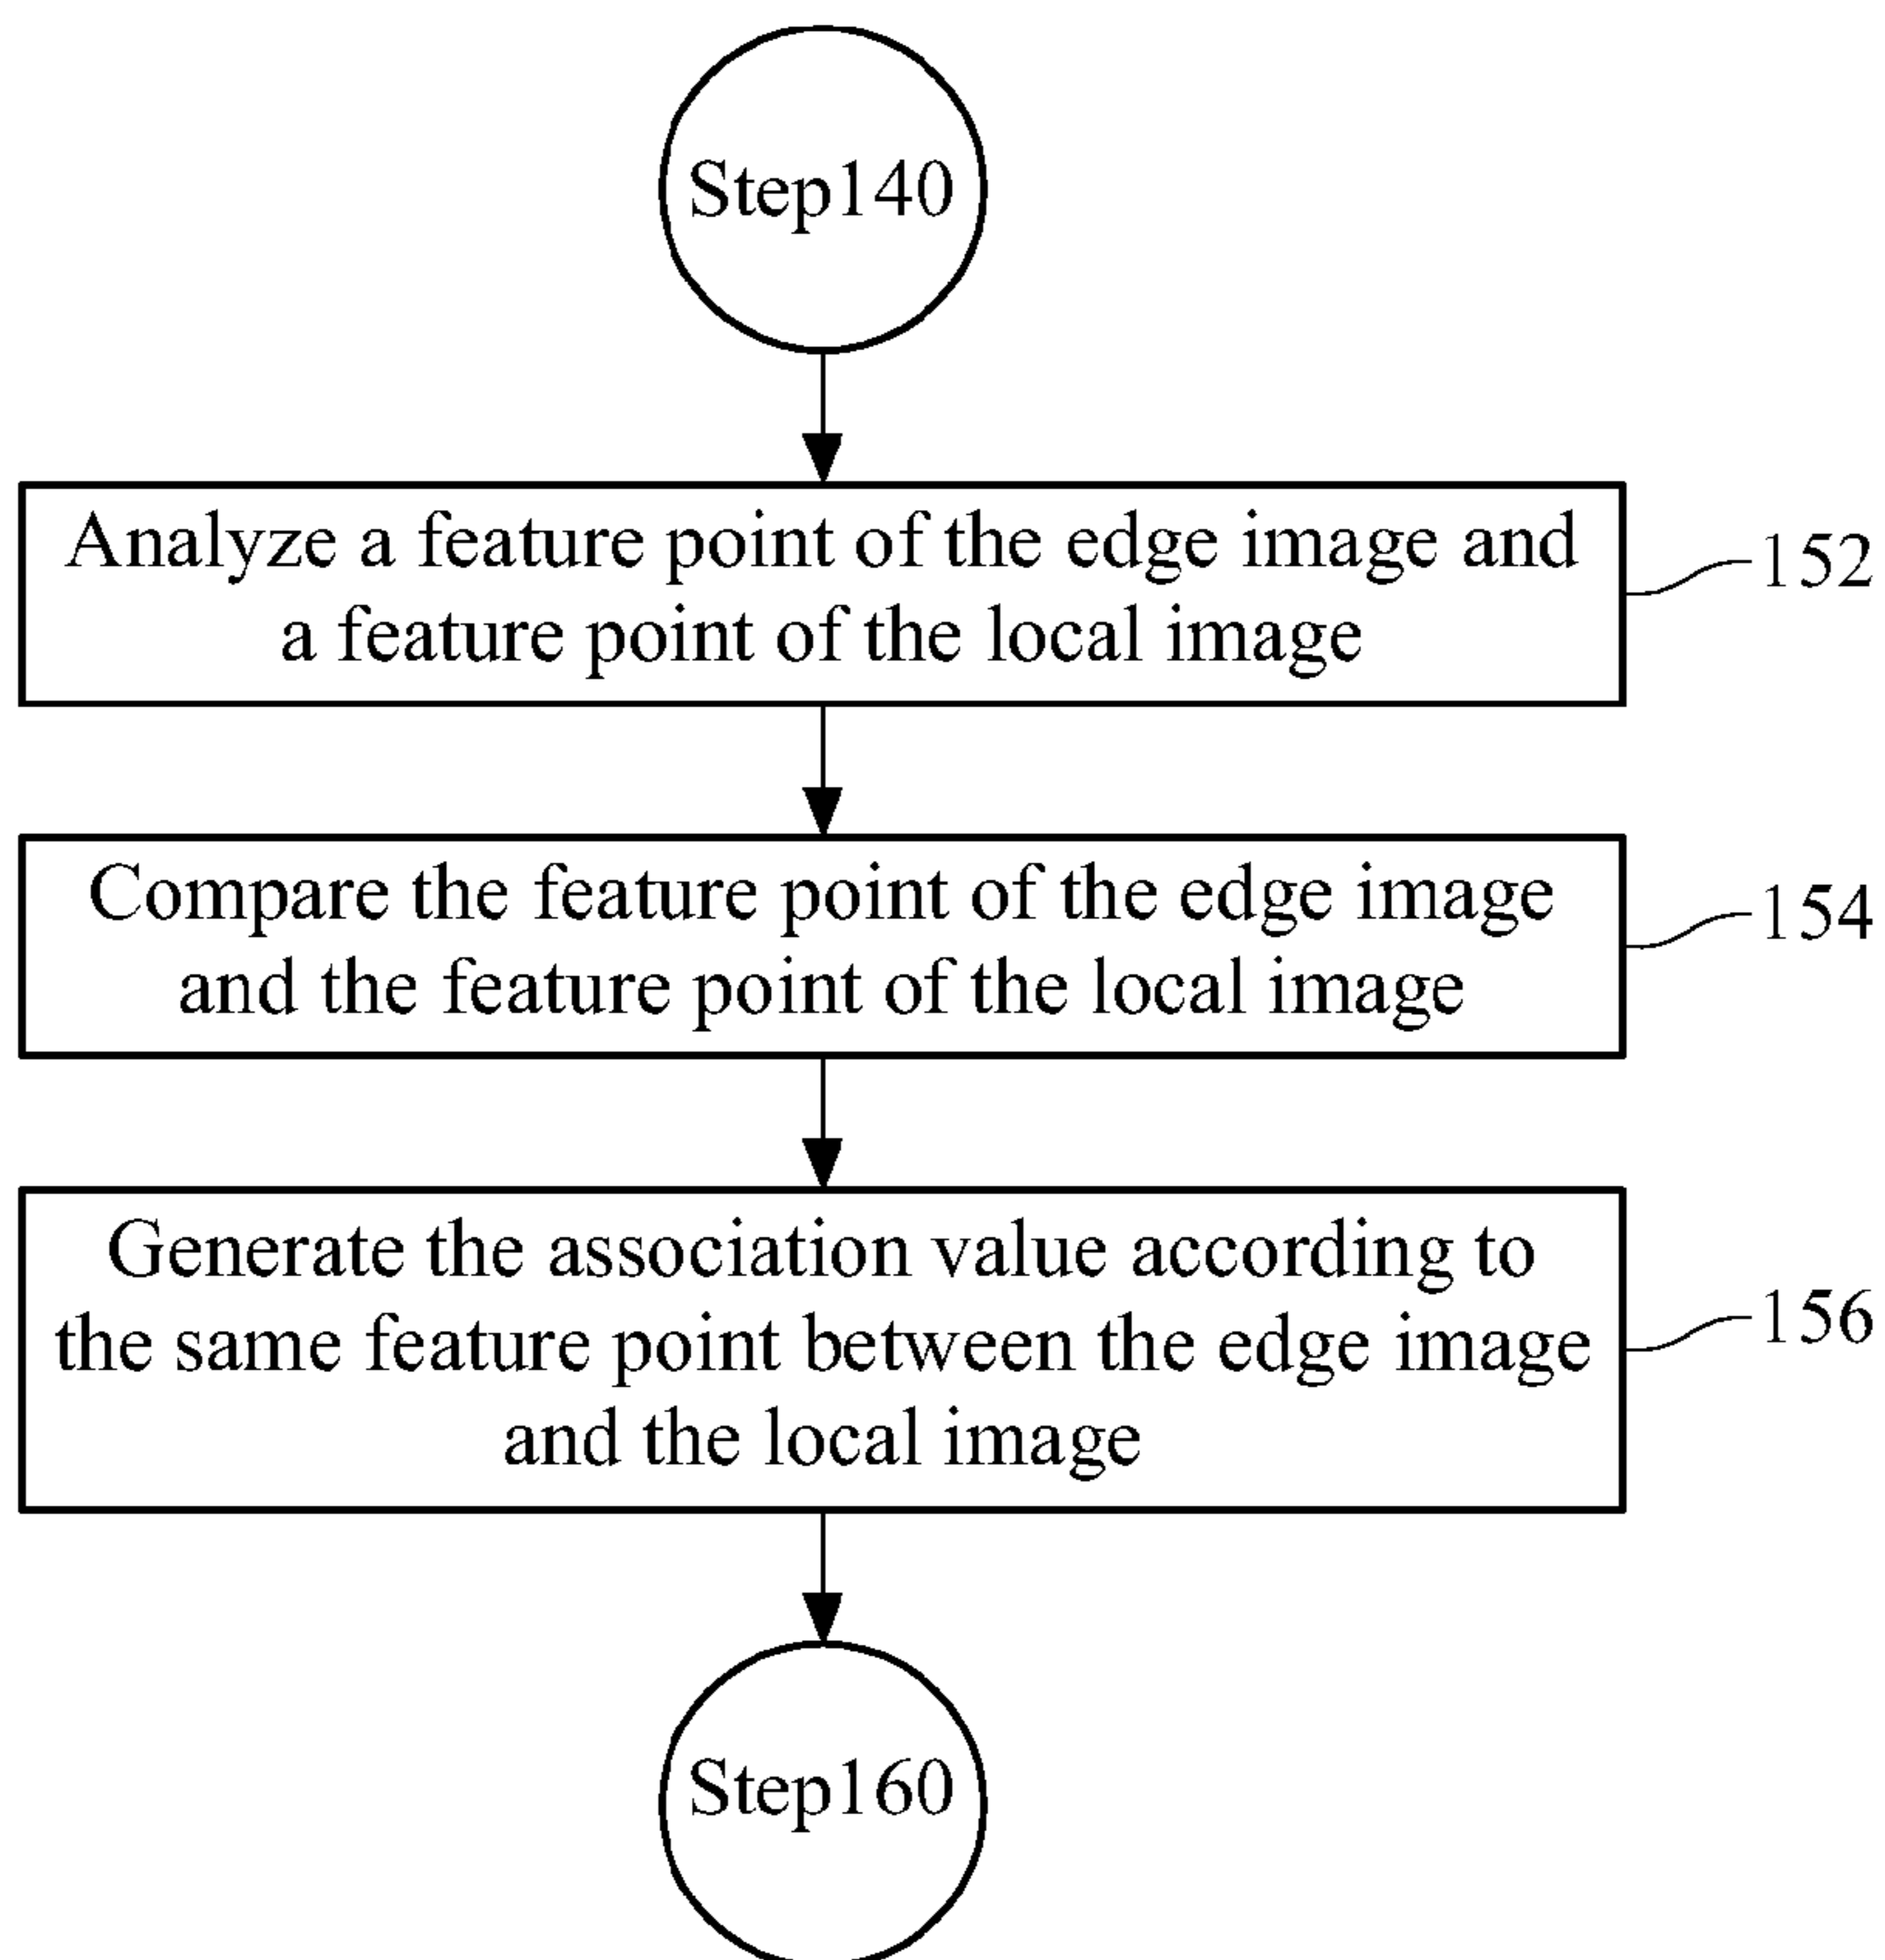 Step140
Analyze a feature point of the edge image and
a feature point of the local image
152
Compare the feature point of the edge image
and the feature point of the local image
154
Generate the association value according to
the same feature point between the edge image
and the local image
156
Step160